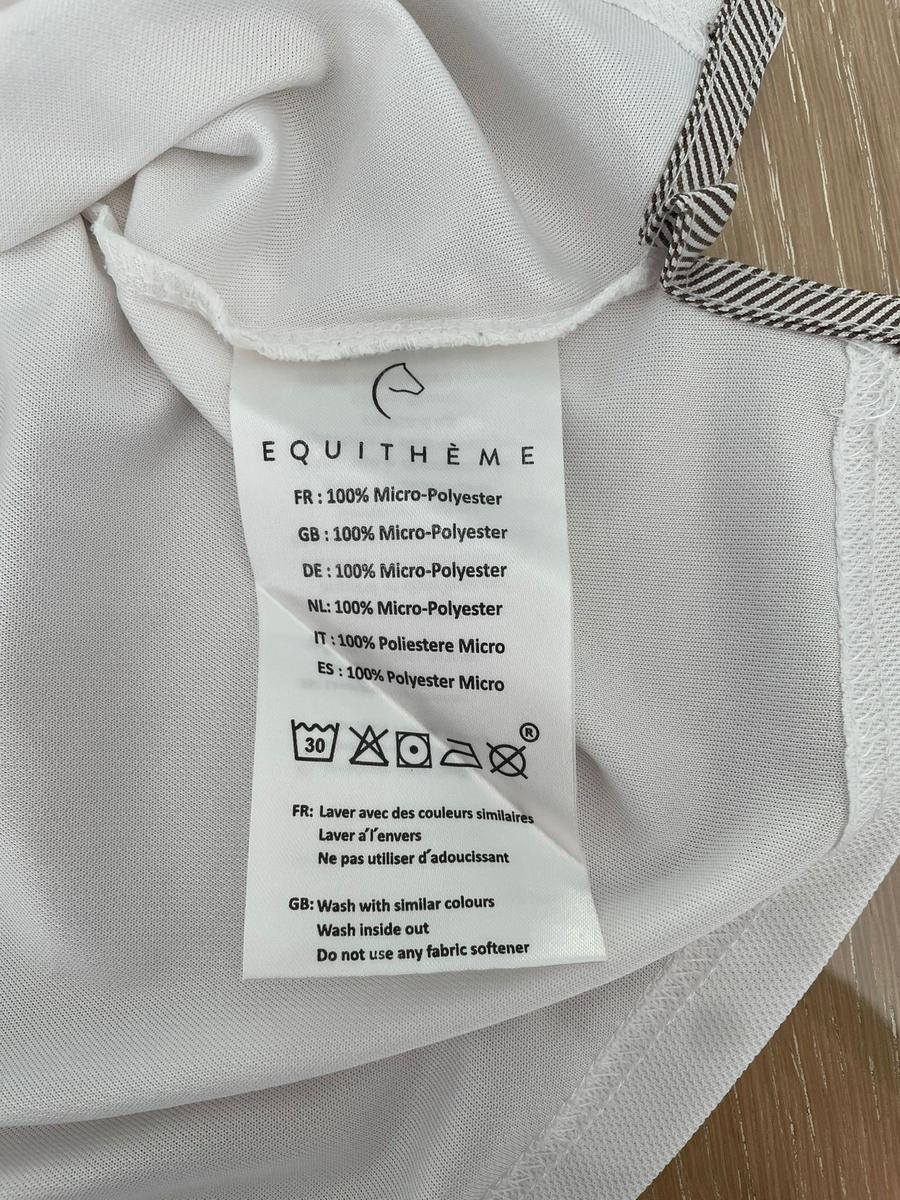 EQUITHÈME
FR : 100% Micro-Polyester
GB : 100% Micro-Polyester
DE : 100% Micro-Polyester
NL: 100% Micro-Polyester
IT : 100% Poliestere Micro
ES : 100% Polyester Micro
30 ®
FR: Laver avec des couleurs similaires
Laver a´l´envers
Ne pas utiliser d´adoucissant
GB: Wash with similar colours
Wash inside out
Do not use any fabric softener